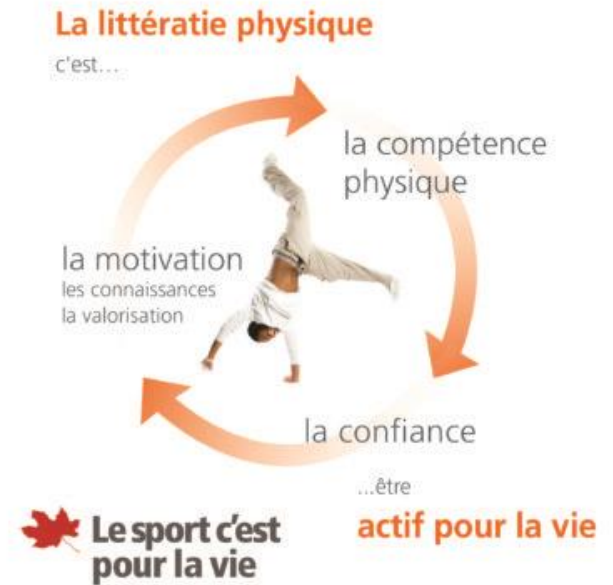 La littératie physique
c'est...
la compétence
physique
la motivation
les connaissances
la valorisation
la confiance
...être
actif pour la vie
Le sport c'est
pour la vie